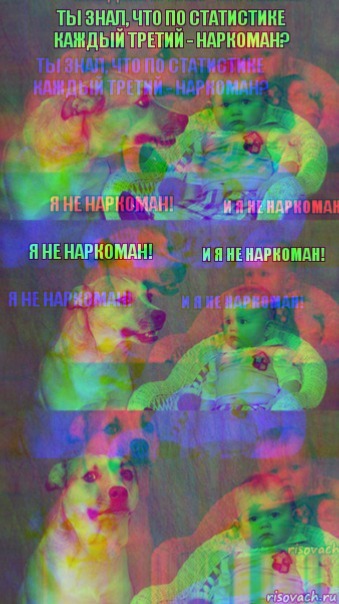 ТЫ ЗНАЛ, ЧТО ПО СТАТИСТИКЕ
КАЖДЫЙ ТРЕТИЙ - НАРКОМАН?
ТЫ ЗНАЛ, ЧТО ПО СТАТИСТИКЕ
КАЖДЫЙ ТРЕТИЙ - НАРКОМАН?
Я НЕ НАРКОМАН!
И Я НЕ НАРКОМАН
Я НЕ НАРКОМАН!
И Я НЕ НАРКОМАН!
Я НЕ НАРКОМАН!
И Я НЕ НАРКОМАН!
risovach
risovach.ru